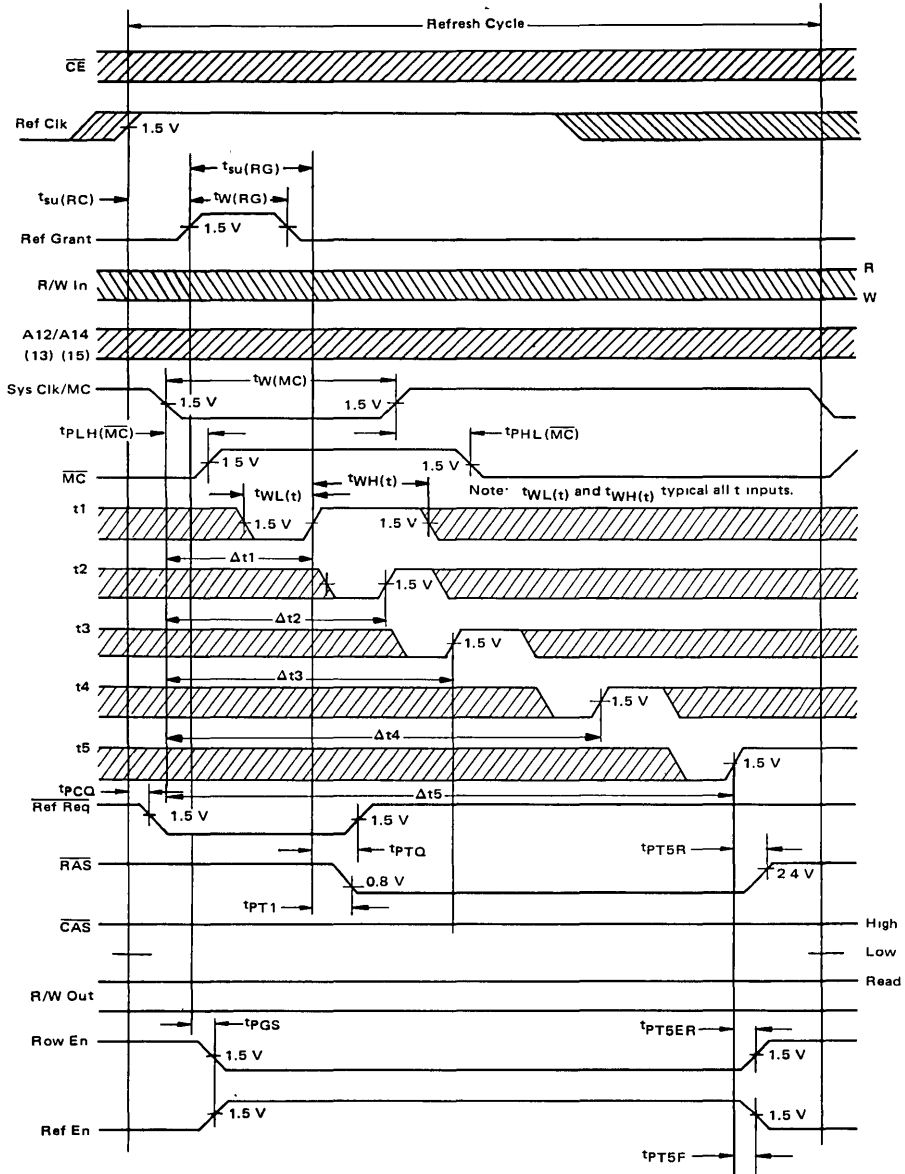 Refresh Cycle
CE
Ref Clk
1.5 V
tsu(RG)
tsu(RC)
tW(RG)
1.5 V
Ref Grant
R/W In
R
W
A12/A14
(13) (15)
Sys Clk/MC
tW(MC)
1.5 V
1.5 V
tPLH(MC)
tPHL(MC)
MC
1.5 V
1.5 V
tWL(t)
tWH(t)
Note: tWL(t) and tWH(t) typical all t inputs.
t1
1.5 V
1.5 V
Δt1
t2
1.5 V
Δt2
t3
1.5 V
Δt3
t4
1.5 V
Δt4
t5
1.5 V
Δt5
tPCQ
Ref Req
1.5 V
1.5 V
tPTQ
tPT5R
RAS
0.8 V
2.4 V
tPT1
CAS
High
Low
Read
R/W Out
tPGS
tPT5ER
Row En
1.5 V
1.5 V
1.5 V
1.5 V
Ref En
tPT5F